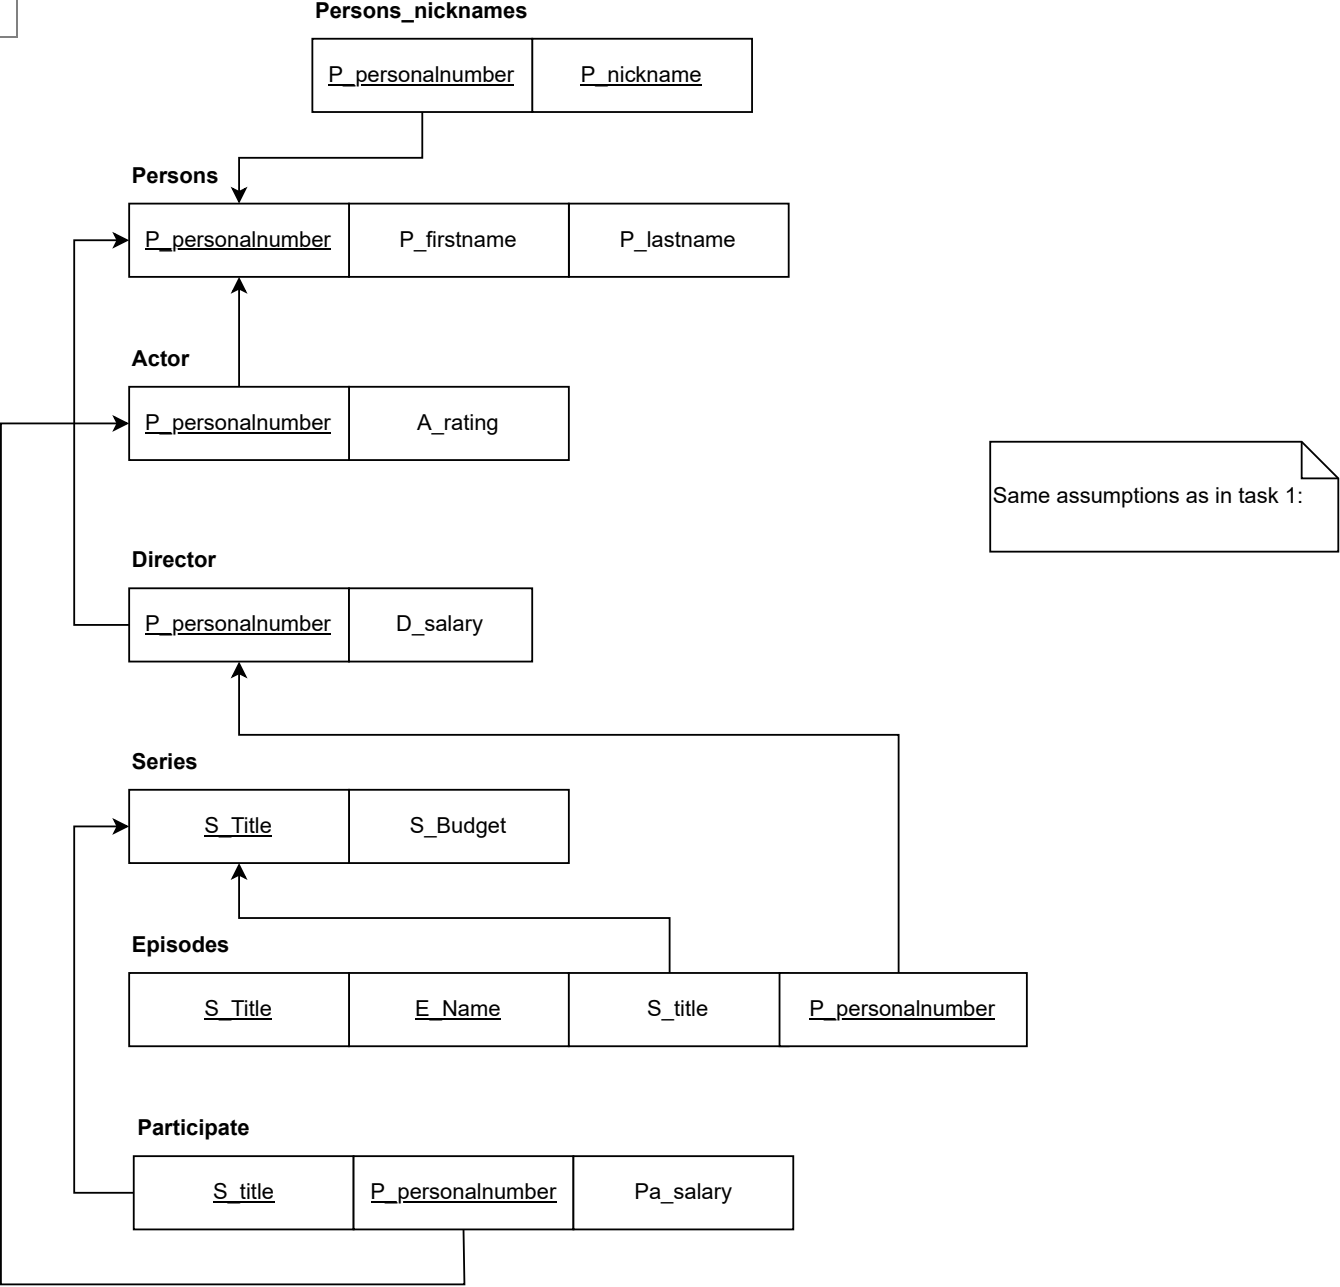 Persons_nicknames
P_personalnumber P_nickname
Persons
P_personalnumber P_firstname P_lastname
Actor
P_personalnumber A_rating
Same assumptions as in task 1:
Director
P_personalnumber D_salary
Series
S_Title S_Budget
Episodes
S_Title E_Name S_title P_personalnumber
Participate
S_title P_personalnumber Pa_salary